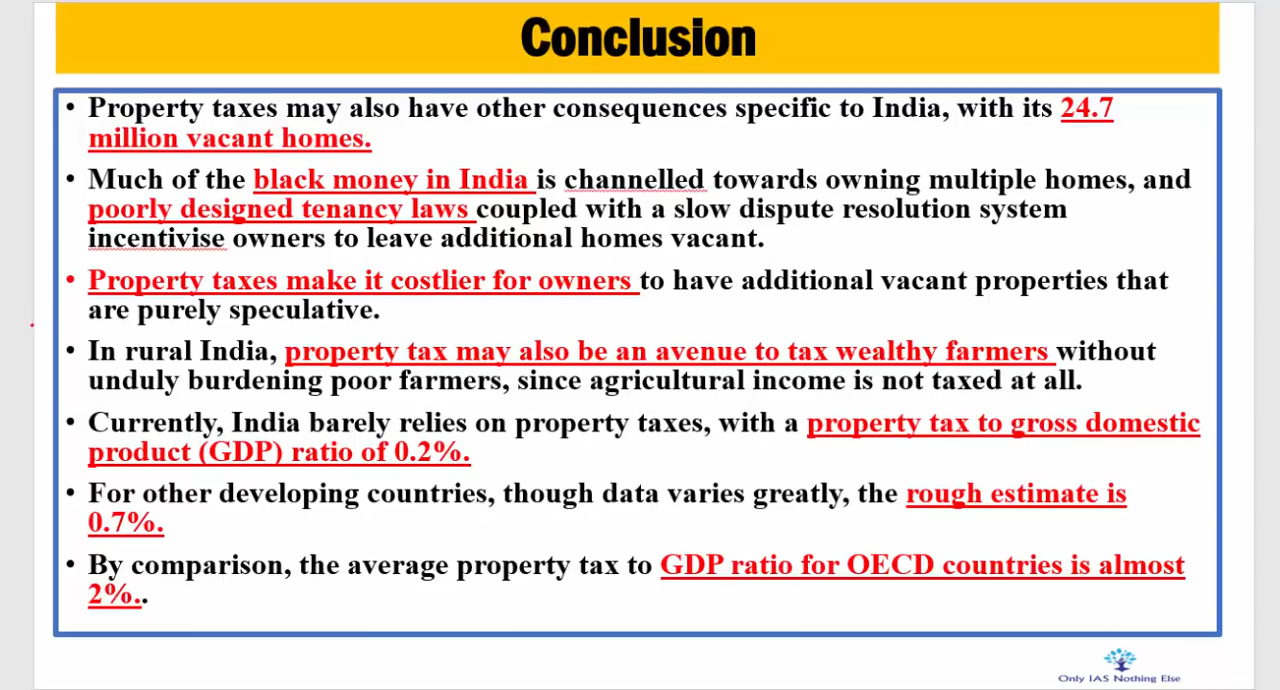 Conclusion
• Property taxes may also have other consequences specific to India, with its 24.7
million vacant homes.
• Much of the black money in India is channelled towards owning multiple homes, and
poorly designed tenancy laws coupled with a slow dispute resolution system
incentivise owners to leave additional homes vacant.
• Property taxes make it costlier for owners to have additional vacant properties that
are purely speculative.
• In rural India, property tax may also be an avenue to tax wealthy farmers without
unduly burdening poor farmers, since agricultural income is not taxed at all.
• Currently, India barely relies on property taxes, with a property tax to gross domestic
product (GDP) ratio of 0.2%.
• For other developing countries, though data varies greatly, the rough estimate is
0.7%.
• By comparison, the average property tax to GDP ratio for OECD countries is almost
2%..
Only IAS Nothing Else